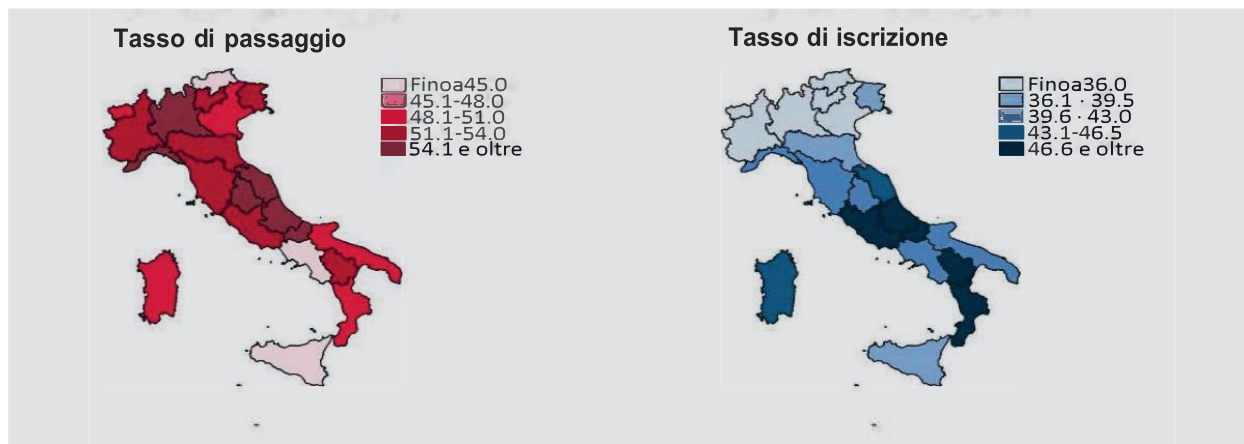 Tasso di passaggio
Finoa45.0
45.1-48.0
48.1-51.0
51.1-54.0
54.1 e oltre
Tasso di iscrizione
Finoa36.0
36.1 · 39.5
39.6 · 43.0
43.1-46.5
46.6 e oltre